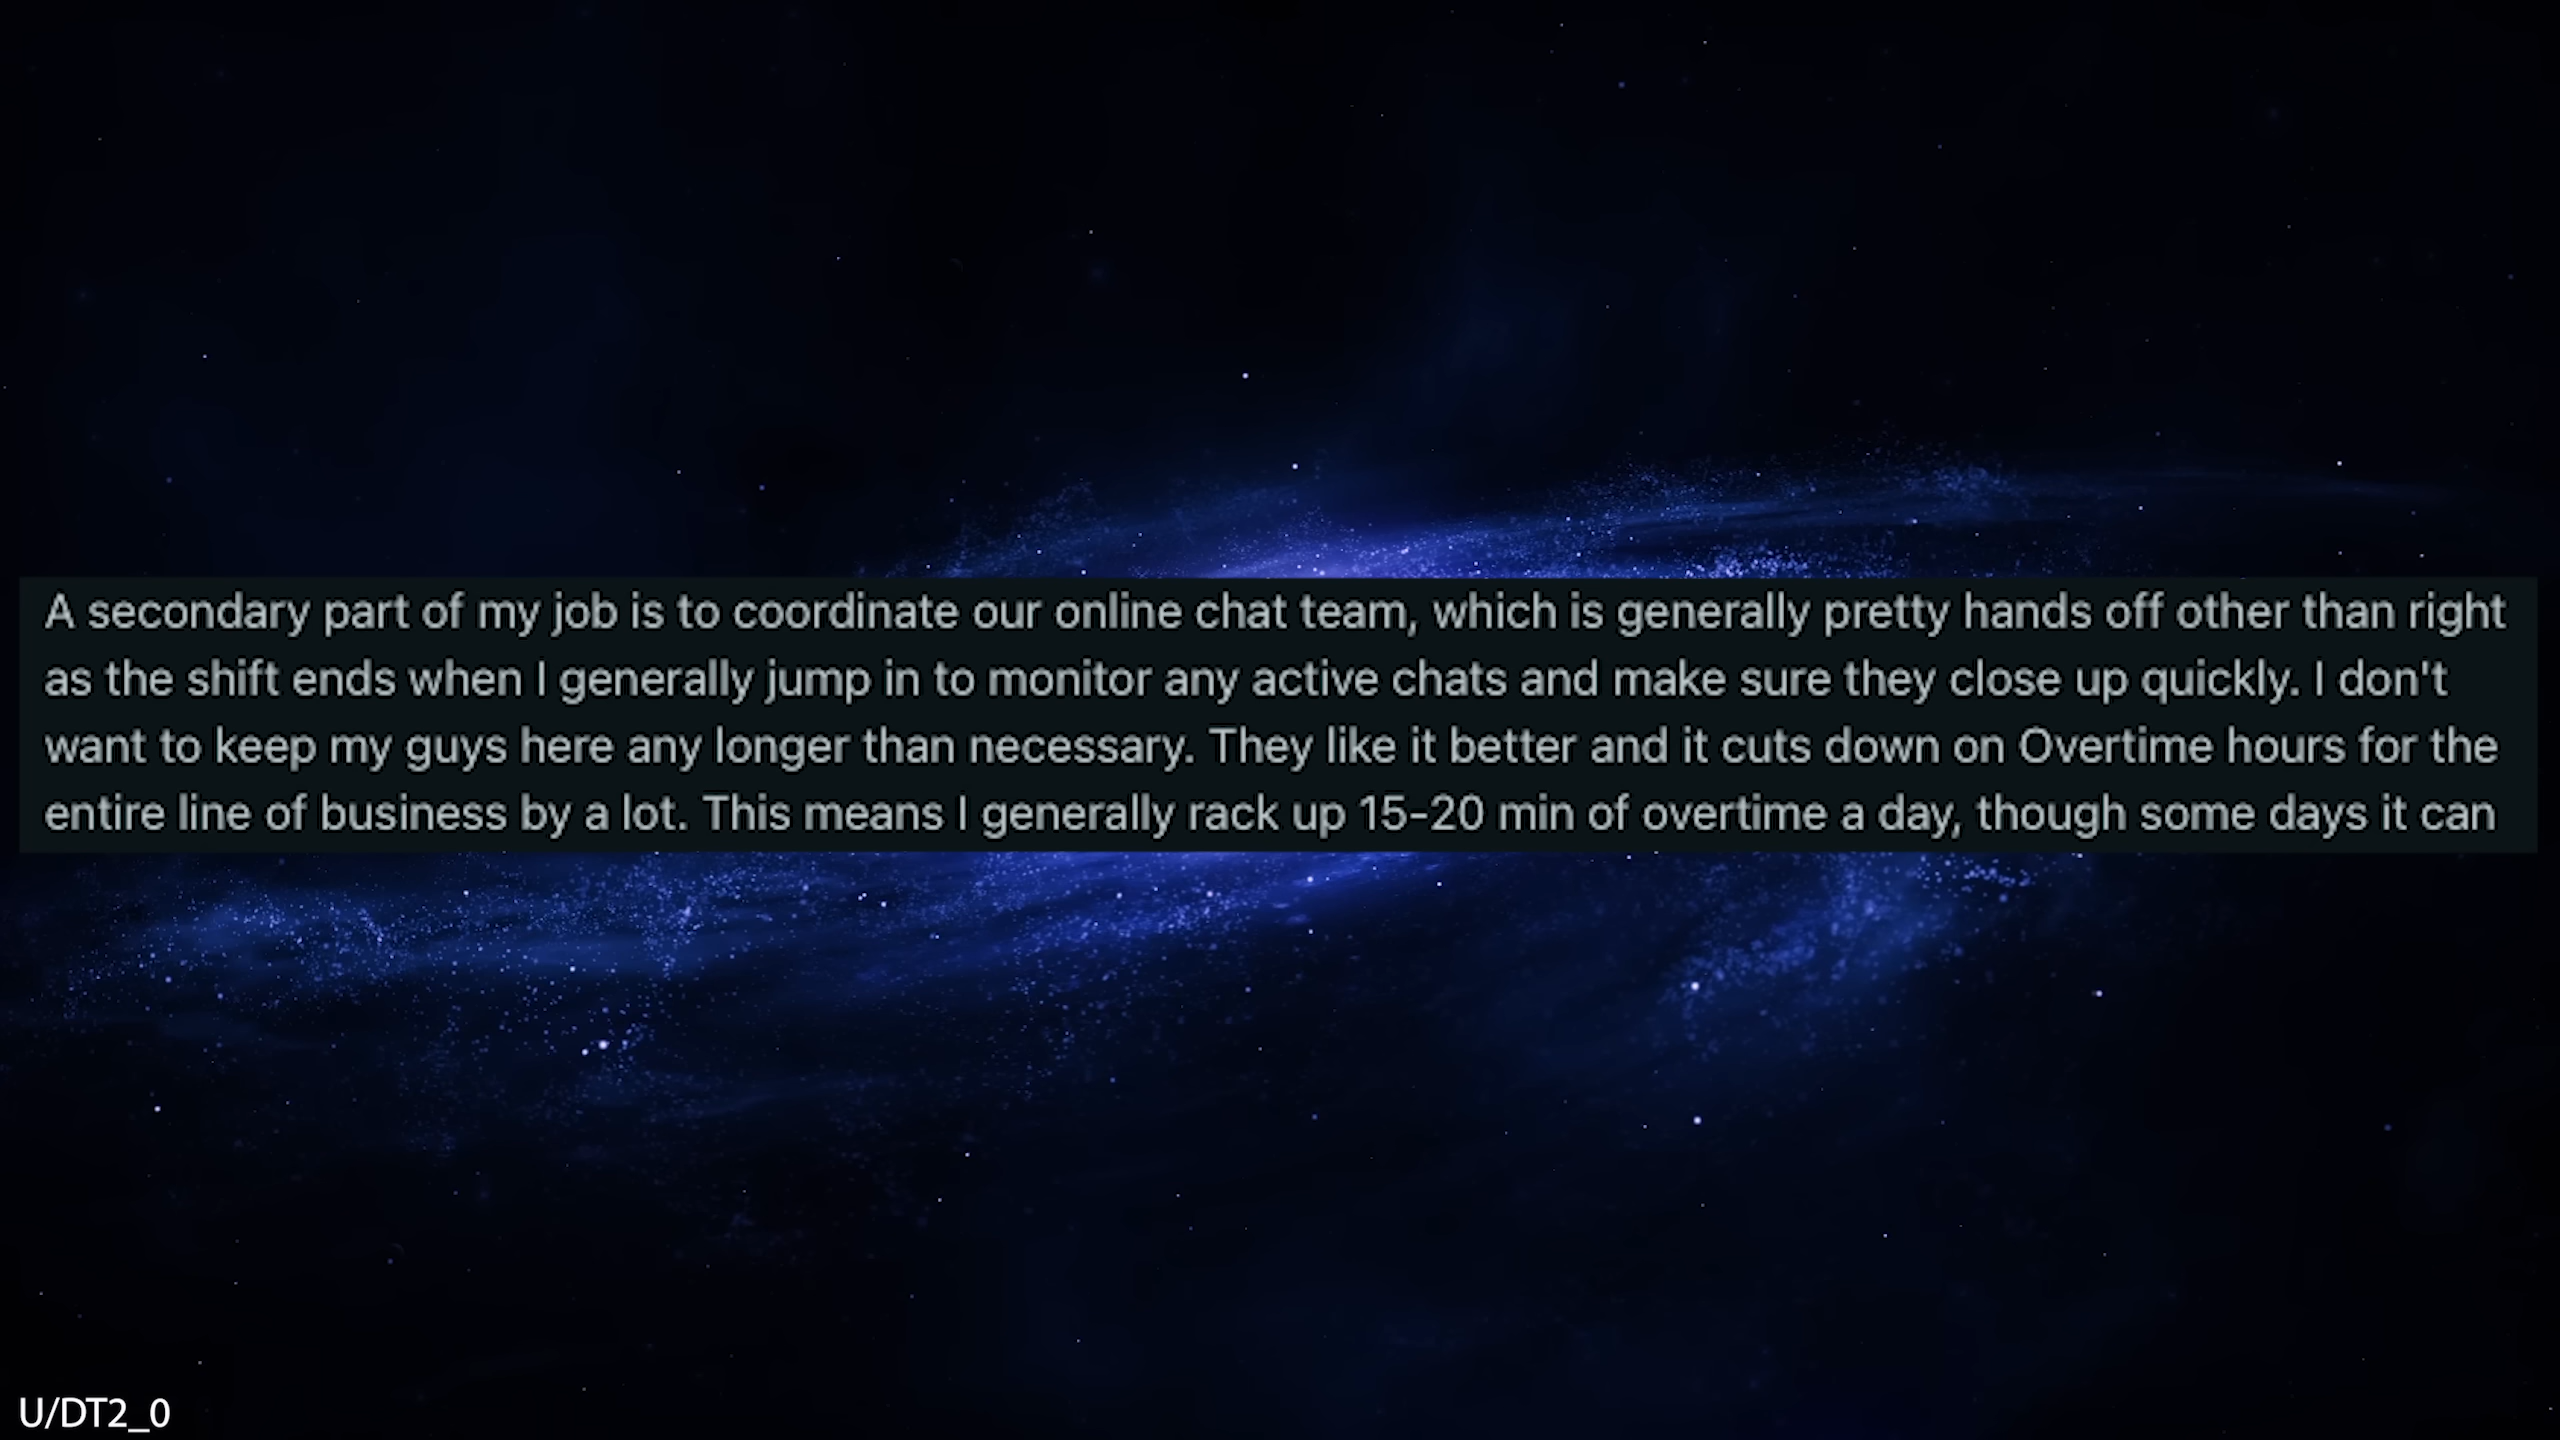 A secondary part of my job is to coordinate our online chat team, which is generally pretty hands off other than right
as the shift ends when I generally jump in to monitor any active chats and make sure they close up quickly. I don't
want to keep my guys here any longer than necessary. They like it better and it cuts down on Overtime hours for the
entire line of business by a lot. This means I generally rack up 15-20 min of overtime a day, though some days it can
U/DT2_0